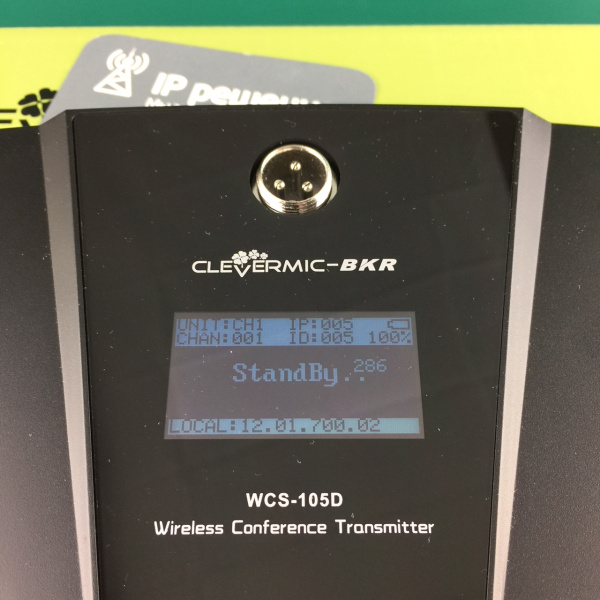 IP решения
CLEVERMIC-BKR
UNIT:CH1 IP:005
CHAN:001 ID:005 100%
StandBy.. 286
LOCAL:12.01.700.02
WCS-105D
Wireless Conference Transmitter